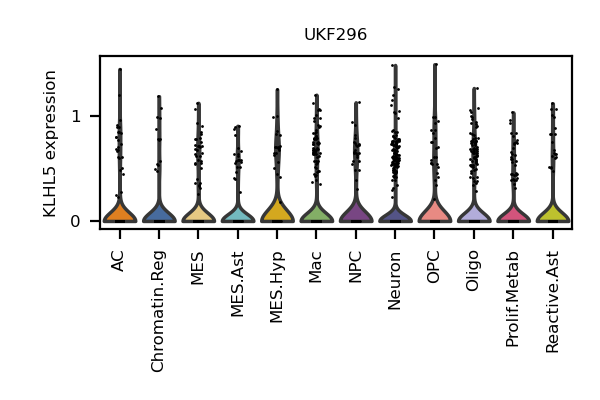 UKF296
KLHL5 expression
1
0
AC
Chromatin.Reg
MES
MES.Ast
MES.Hyp
Mac
NPC
Neuron
OPC
Oligo
Prolif.Metab
Reactive.Ast